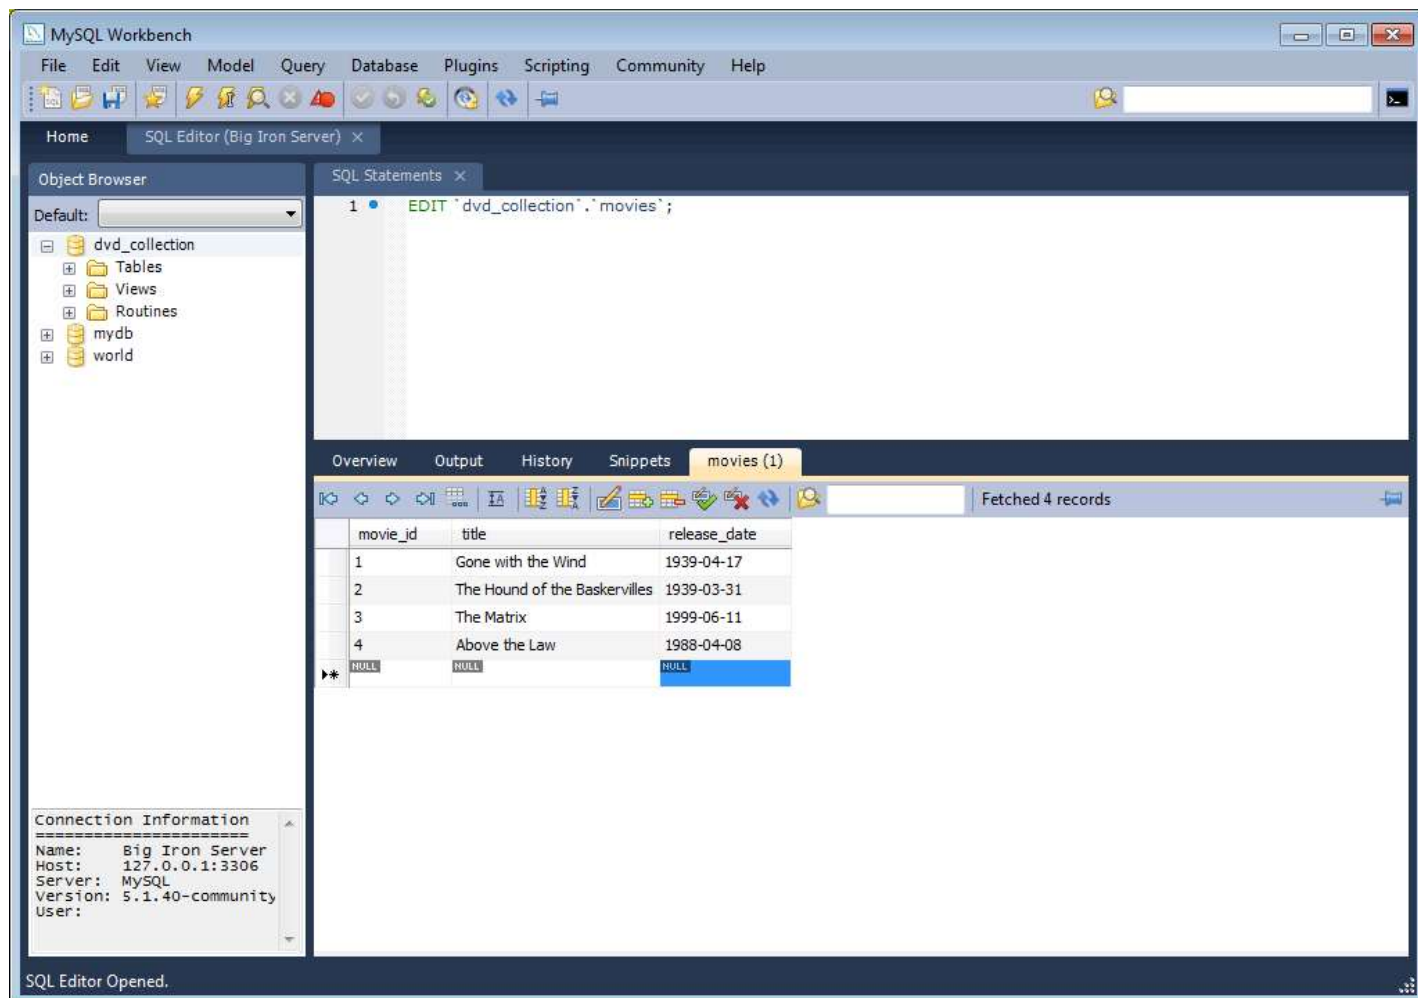 MySQL Workbench
File Edit View Model Query Database Plugins Scripting Community Help
Home SQL Editor (Big Iron Server) ×
Object Browser
SQL Statements ×
Default:
1 EDIT `dvd_collection`.`movies`;
dvd_collection
Tables
Views
Routines
mydb
world
Overview Output History Snippets movies (1)
Fetched 4 records
movie_id title release_date
1 Gone with the Wind 1939-04-17
2 The Hound of the Baskervilles 1939-03-31
3 The Matrix 1999-06-11
4 Above the Law 1988-04-08
NULL NULL NULL
Connection Information
======================
Name: Big Iron Server
Host: 127.0.0.1:3306
Server: MySQL
Version: 5.1.40-community
User:
SQL Editor Opened.